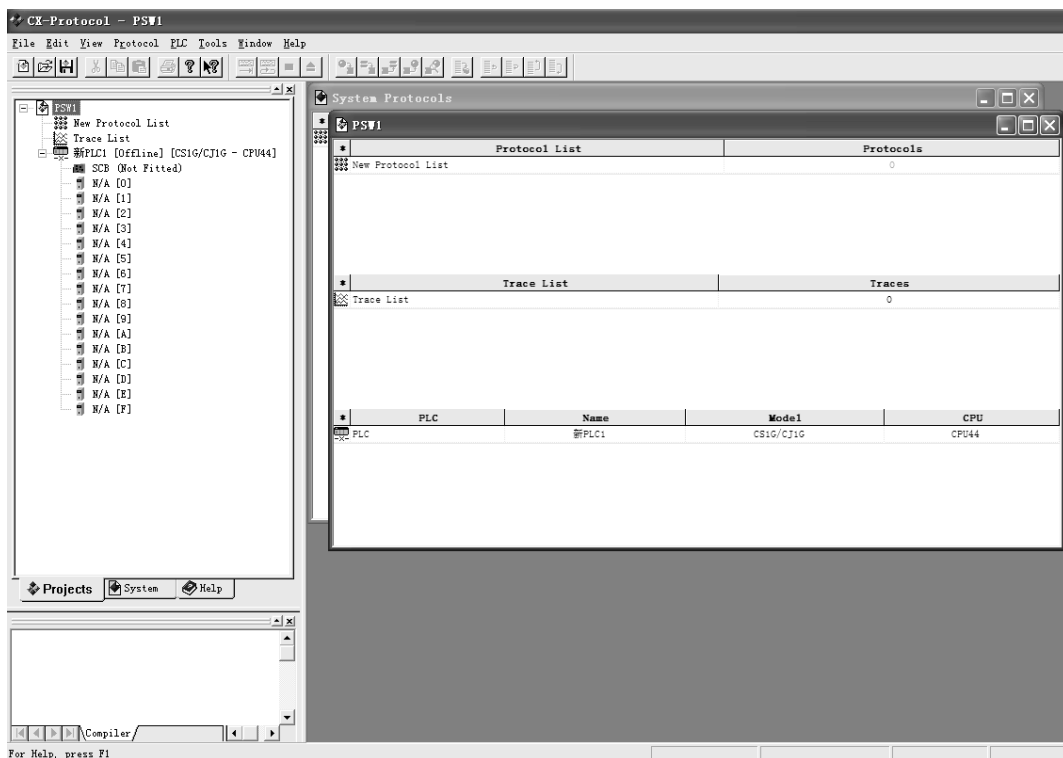 CX-Protocol - PSW1
File Edit View Protocol PLC Tools Window Help
PSW1
New Protocol List
Trace List
新PLC1 [Offline] [CS1G/CJ1G - CPU44]
SCB (Not Fitted)
N/A [0]
N/A [1]
N/A [2]
N/A [3]
N/A [4]
N/A [5]
N/A [6]
N/A [7]
N/A [8]
N/A [9]
N/A [A]
N/A [B]
N/A [C]
N/A [D]
N/A [E]
N/A [F]
Projects System Help
Compiler
System Protocols
PSW1
* Protocol List Protocols
New Protocol List 0
* Trace List Traces
Trace List 0
* PLC Name Model CPU
PLC 新PLC1 CS1G/CJ1G CPU44
For Help, press F1